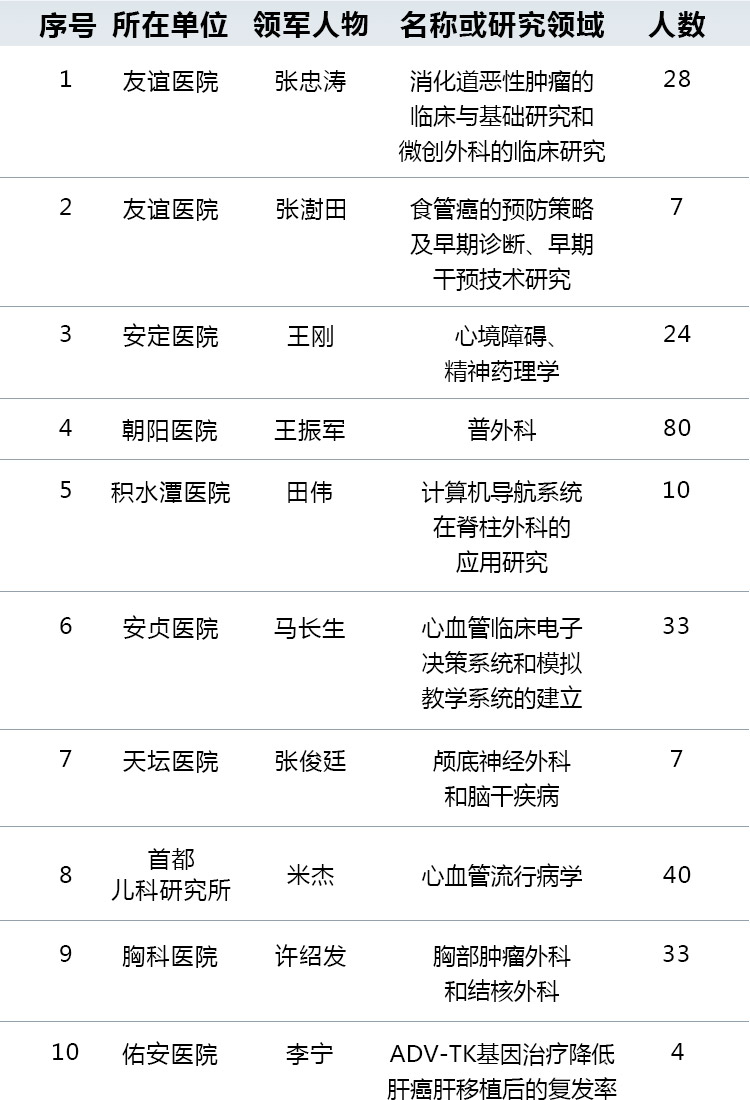 序号 所在单位 领军人物 名称或研究领域 人数
1 友谊医院 张忠涛 消化道恶性肿瘤的 28
临床与基础研究和
微创外科的临床研究
2 友谊医院 张澍田 食管癌的预防策略 7
及早期诊断、早期
干预技术研究
3 安定医院 王刚 心境障碍、 24
精神药理学
4 朝阳医院 王振军 普外科 80
5 积水潭医院 田伟 计算机导航系统 10
在脊柱外科的
应用研究
6 安贞医院 马长生 心血管临床电子 33
决策系统和模拟
教学系统的建立
7 天坛医院 张俊廷 颅底神经外科 7
和脑干疾病
首都
8 儿科研究所 米杰 心血管流行病学 40
9 胸科医院 许绍发 胸部肿瘤外科 33
和结核外科
10 佑安医院 李宁 ADV-TK基因治疗降低 4
肝癌肝移植后的复发率